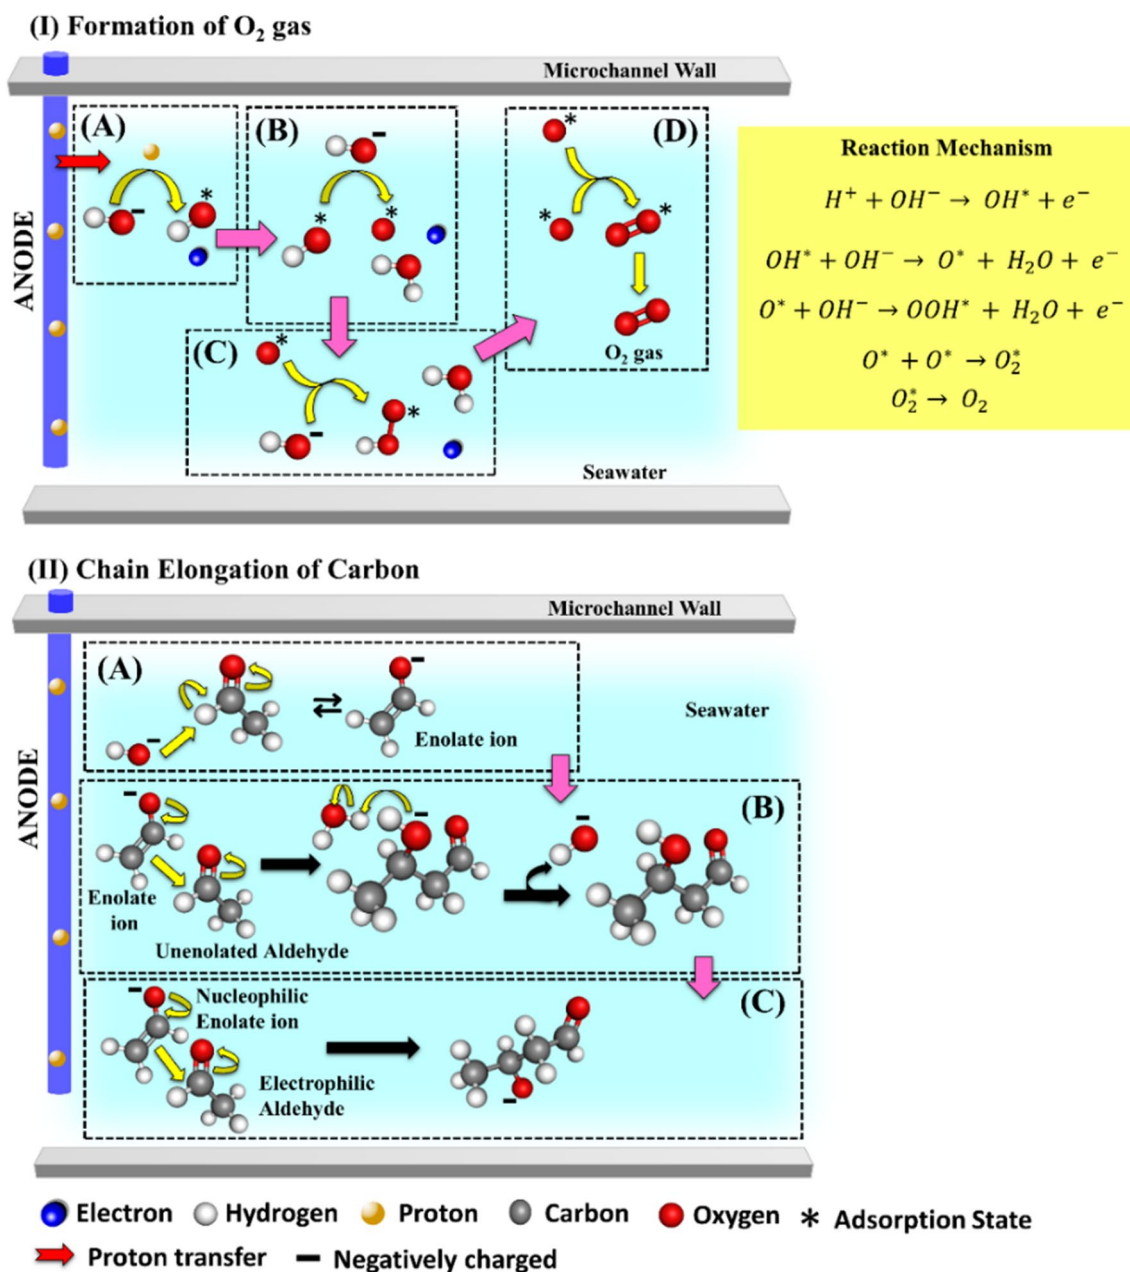 (I) Formation of O₂ gas
Microchannel Wall
ANODE
(A)
(B)
(C)
(D)
−
*
−
*
*
*
−
*
*
*
*
O₂ gas
Seawater
Reaction Mechanism
H⁺ + OH⁻ → OH* + e⁻
OH* + OH⁻ → O* + H₂O + e⁻
O* + OH⁻ → OOH* + H₂O + e⁻
O* + O* → O₂*
O₂* → O₂
(II) Chain Elongation of Carbon
Microchannel Wall
ANODE
(A)
⇌
Enolate ion
Seawater
(B)
Enolate
ion
Unenolated Aldehyde
(C)
Nucleophilic
Enolate ion
Electrophilic
Aldehyde
Electron Hydrogen Proton Carbon Oxygen * Adsorption State
Proton transfer − Negatively charged